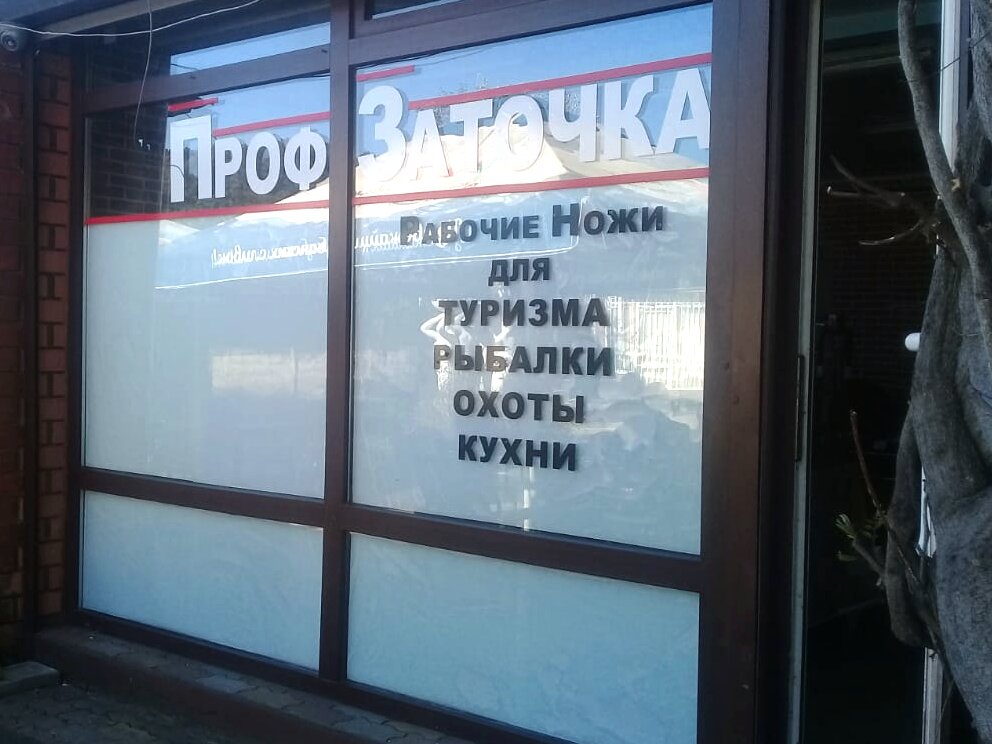 ПРОФ ЗАТОЧКА
РАБОЧИЕ НОЖИ
ДЛЯ
ТУРИЗМА
РЫБАЛКИ
ОХОТЫ
КУХНИ